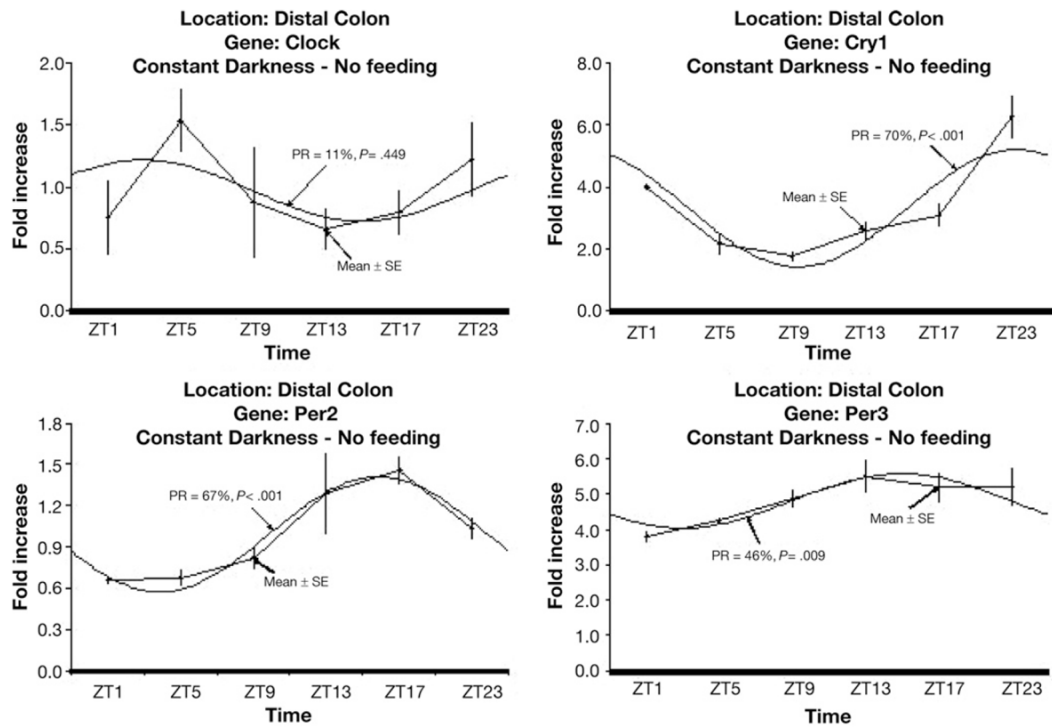 Location: Distal Colon
Gene: Clock
Constant Darkness - No feeding
Fold increase
2.0
1.5
1.0
0.5
0.0
PR = 11%, P= .449
Mean ± SE
ZT1 ZT5 ZT9 ZT13 ZT17 ZT23
Time
Location: Distal Colon
Gene: Cry1
Constant Darkness - No feeding
Fold increase
8.0
6.0
4.0
2.0
0.0
PR = 70%, P< .001
Mean ± SE
ZT1 ZT5 ZT9 ZT13 ZT17 ZT23
Time
Location: Distal Colon
Gene: Per2
Constant Darkness - No feeding
Fold increase
1.8
1.5
1.2
0.9
0.6
0.3
0.0
PR = 67%, P< .001
Mean ± SE
ZT1 ZT5 ZT9 ZT13 ZT17 ZT23
Time
Location: Distal Colon
Gene: Per3
Constant Darkness - No feeding
Fold increase
7.0
6.0
5.0
4.0
3.0
2.0
1.0
0.0
Mean ± SE
PR = 46%, P= .009
ZT1 ZT5 ZT9 ZT13 ZT17 ZT23
Time